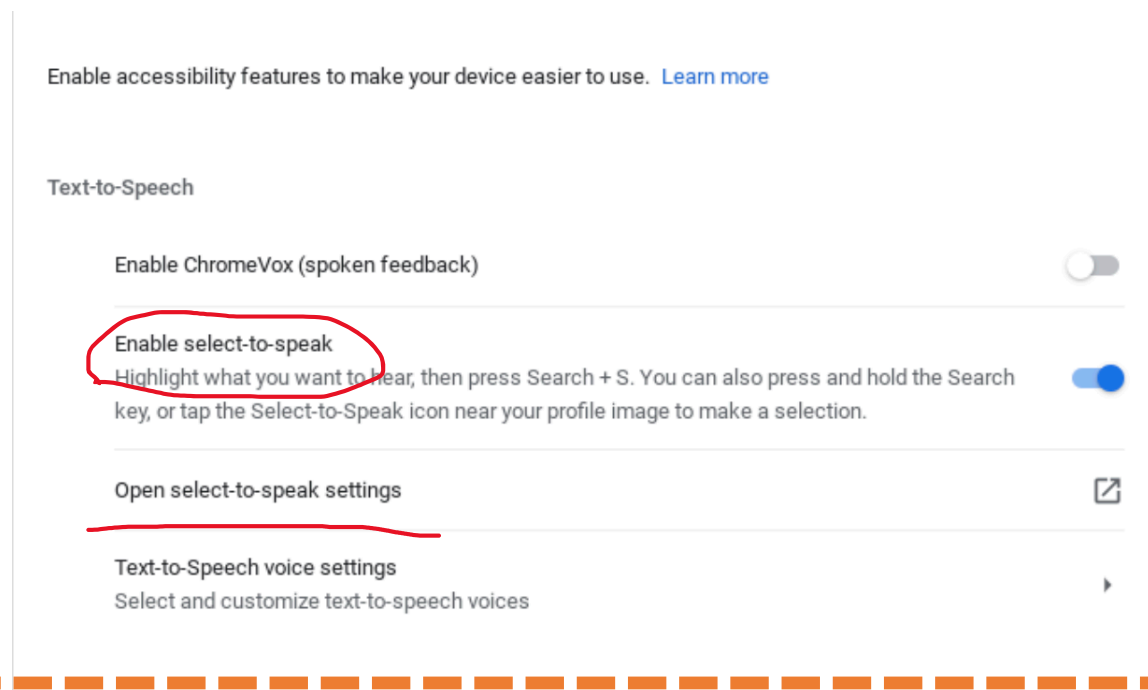 Enable accessibility features to make your device easier to use. Learn more
Text-to-Speech
Enable ChromeVox (spoken feedback)
Enable select-to-speak
Highlight what you want to hear, then press Search + S. You can also press and hold the Search
key, or tap the Select-to-Speak icon near your profile image to make a selection.
Open select-to-speak settings
Text-to-Speech voice settings
Select and customize text-to-speech voices